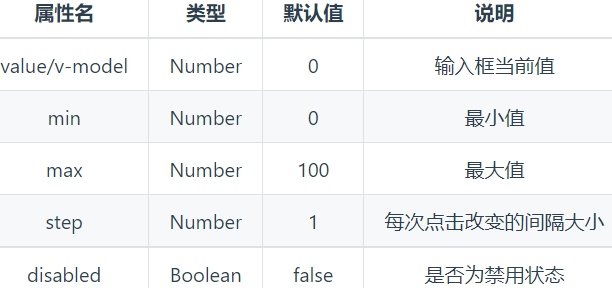 属性名 类型 默认值 说明
value/v-model Number 0 输入框当前值
min Number 0 最小值
max Number 100 最大值
step Number 1 每次点击改变的间隔大小
disabled Boolean false 是否为禁用状态